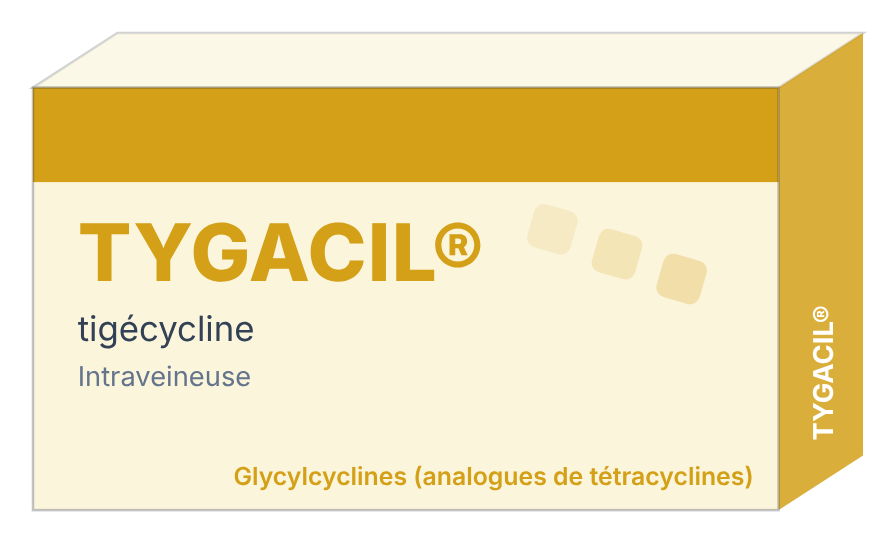 TYGACIL®
tigécycline
Intraveineuse
Glycylcyclines (analogues de tétracyclines)
TYGACIL®